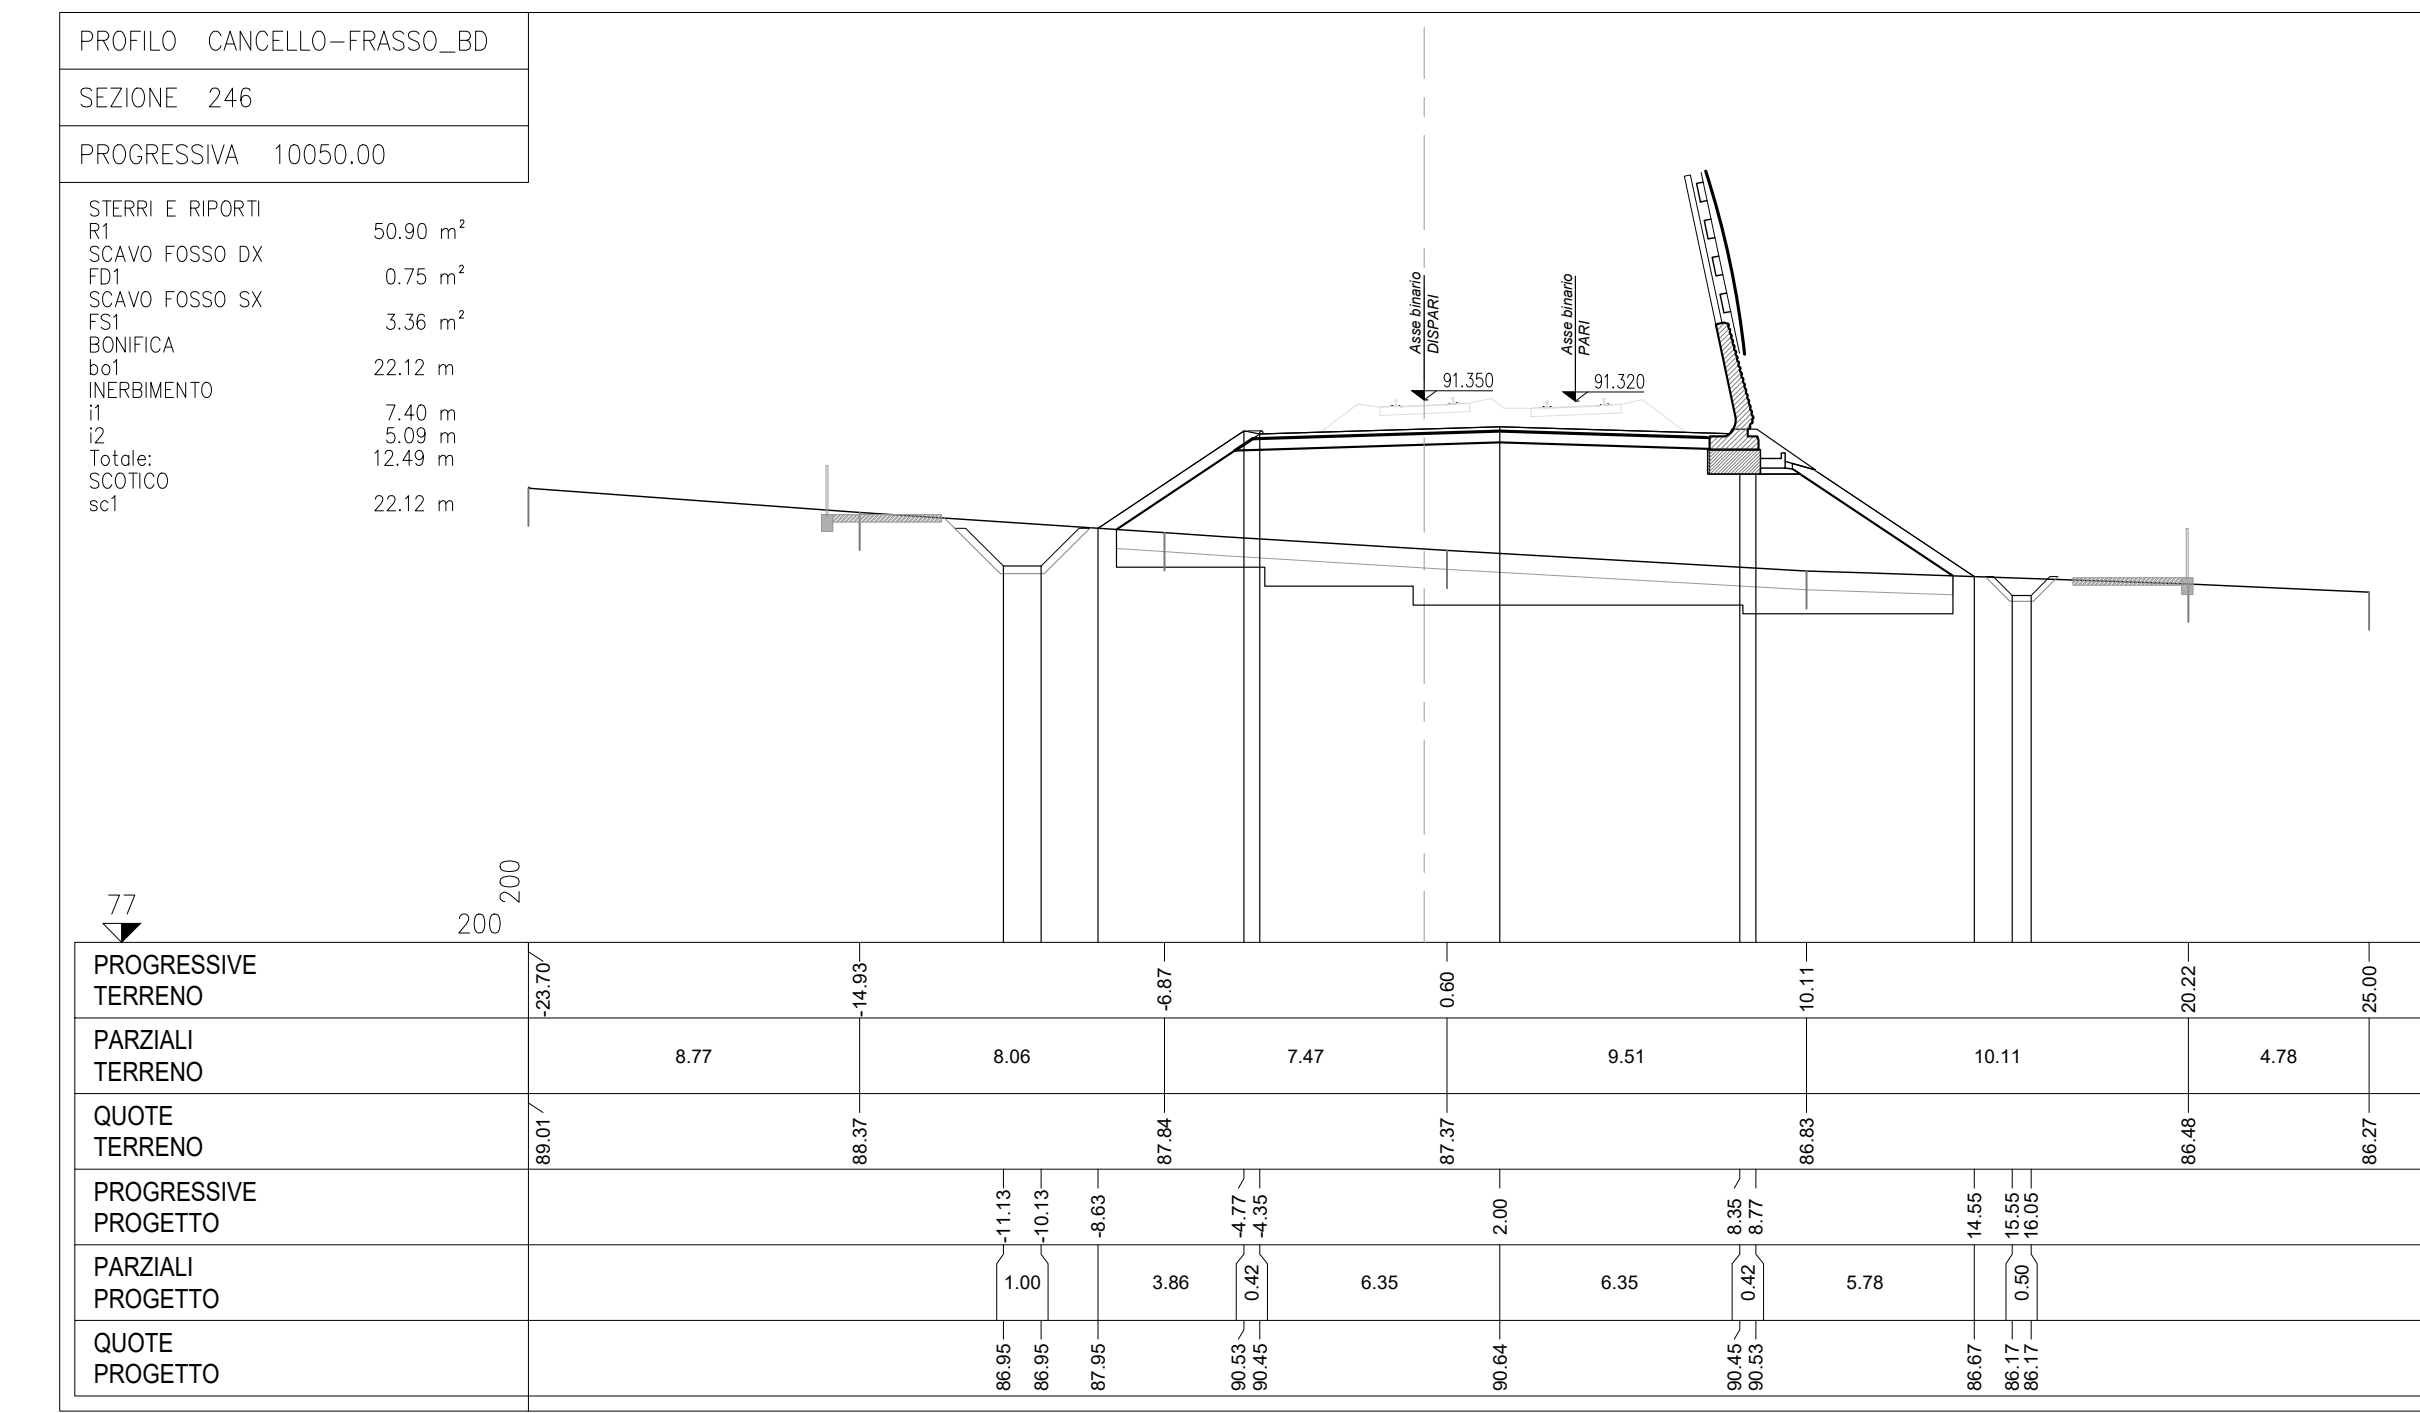 PROFILO CANCELLO-FRASSO_BD
SEZIONE 246
PROGRESSIVA 10050.00
STERRI E RIPORTI
R1 50.90 m²
SCAVO FOSSO DX
FD1 0.75 m²
SCAVO FOSSO SX
FS1 3.36 m²
BONIFICA
bo1 22.12 m
INERBIMENTO
i1 7.40 m
i2 5.09 m
Totale: 12.49 m
SCOTICO
sc1 22.12 m
Asse binario
DISPARI
91.350
Asse binario
PARI
91.320
77
200
200
PROGRESSIVE
TERRENO
-23.70 -14.93 -6.87 0.60 10.11 20.22 25.00
PARZIALI
TERRENO
8.77 8.06 7.47 9.51 10.11 4.78
QUOTE
TERRENO
89.01 88.37 87.84 87.37 86.83 86.48 86.27
PROGRESSIVE
PROGETTO
-11.13 -10.13 -8.63 -4.77 -4.35 2.00 8.35 8.77 14.55 15.55 16.05
PARZIALI
PROGETTO
1.00 3.86 0.42 6.35 6.35 0.42 5.78 0.50
QUOTE
PROGETTO
86.95 86.95 87.95 90.53 90.45 90.64 90.45 90.53 86.67 86.17 86.17